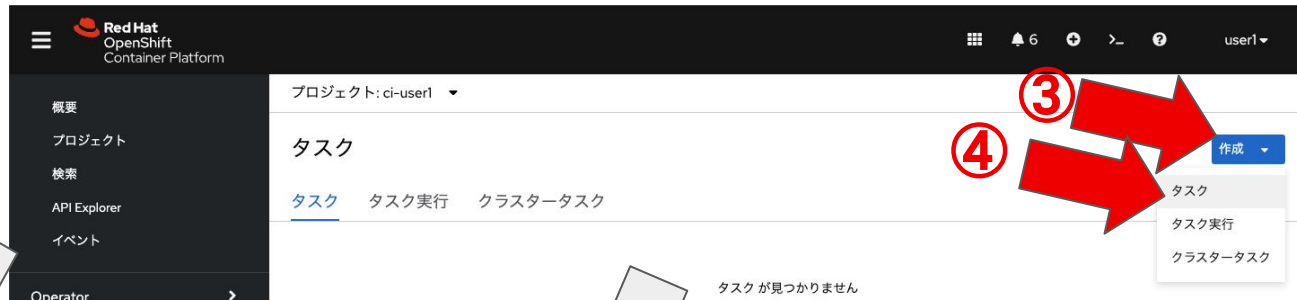 Red Hat
OpenShift
Container Platform
6
user1
概要
プロジェクト
検索
API Explorer
イベント
Operator
プロジェクト: ci-user1
③
タスク
④
作成
タスク タスク実行 クラスタータスク
タスク
タスク実行
クラスタータスク
タスク が見つかりません